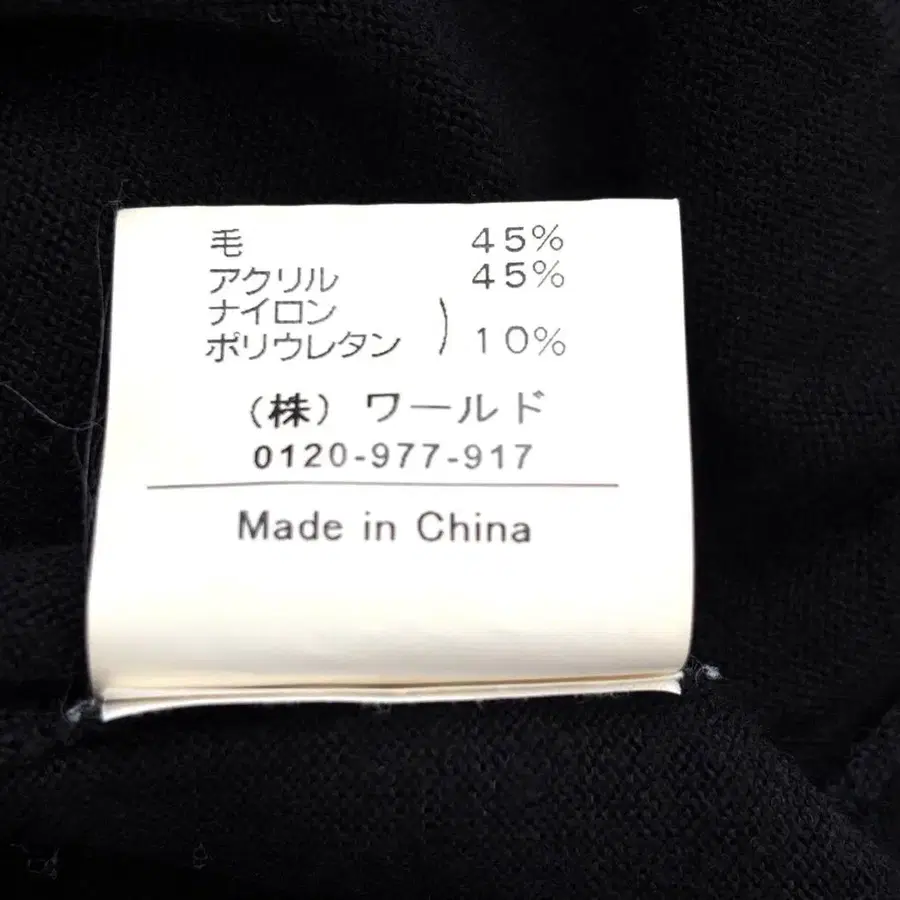 毛 45%
アクリル 45%
ナイロン
ポリウレタン ) 10%
(株) ワールド
0120-977-917
Made in China